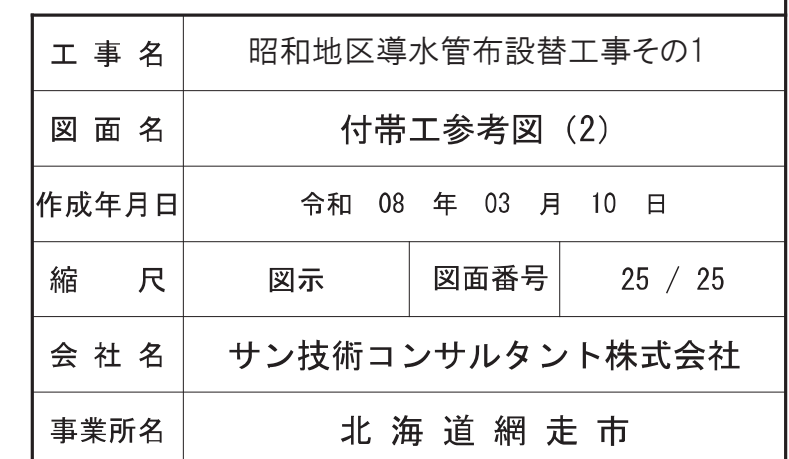 工事名 昭和地区導水管布設替工事その1
図面名 付帯工参考図（2）
作成年月日 令和 08 年 03 月 10 日
縮尺 図示 図面番号 25 / 25
会社名 サン技術コンサルタント株式会社
事業所名 北海道網走市